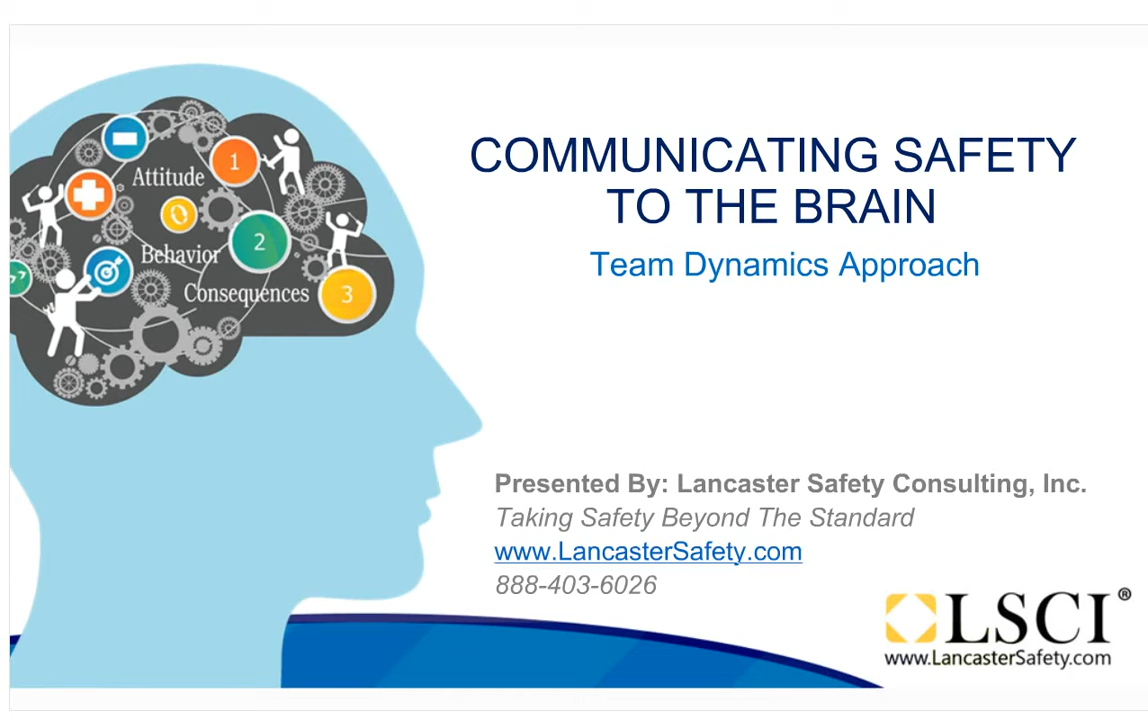 COMMUNICATING SAFETY
TO THE BRAIN
Team Dynamics Approach
1
Attitude
2
Behavior
Consequences
3
Presented By: Lancaster Safety Consulting, Inc.
Taking Safety Beyond The Standard
www.LancasterSafety.com
888-403-6026
LSCI®
www.LancasterSafety.com